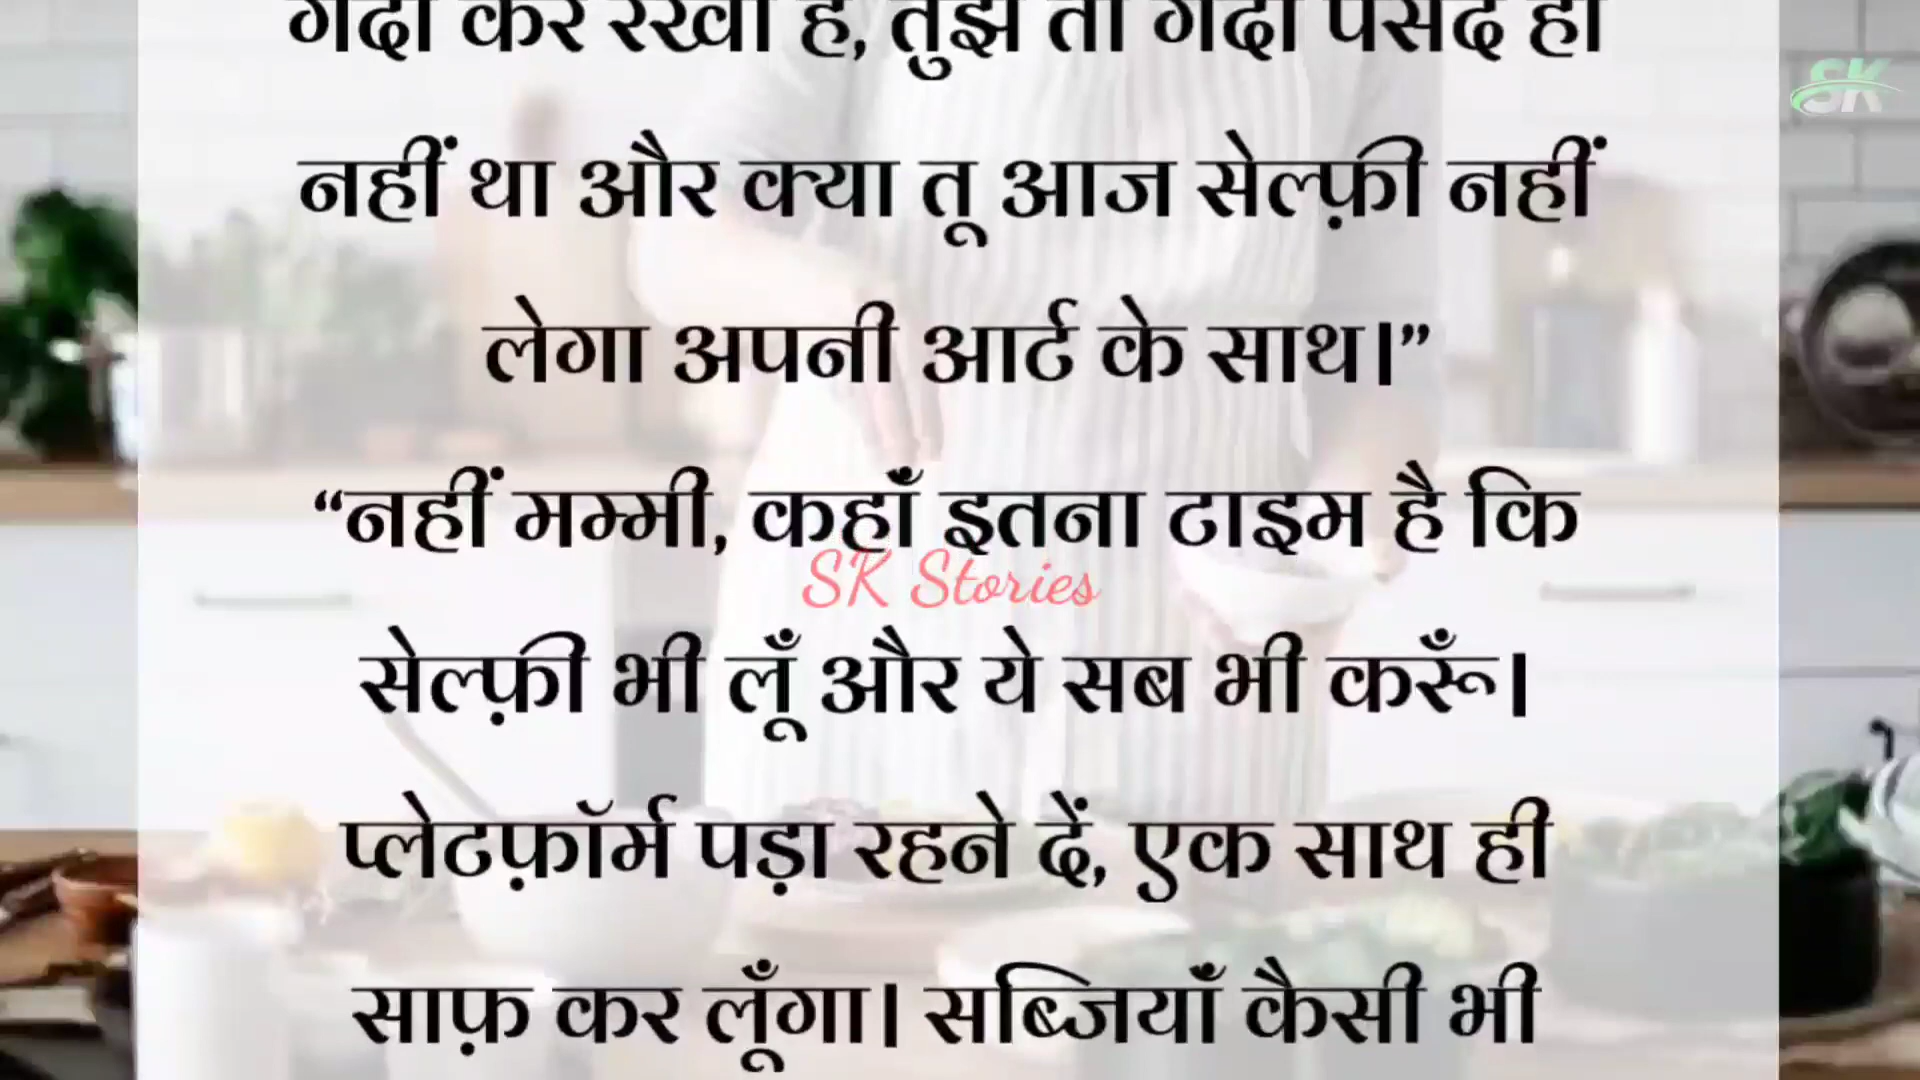 गंदा कर रखा है, तुझे तो गंदा पसंद ही
SK
नहीं था और क्या तू आज सेल्फ़ी नहीं
लेगा अपनी आर्ट के साथ।”
“नहीं मम्मी, कहाँ इतना टाइम है कि
SK Stories
सेल्फ़ी भी लूँ और ये सब भी करूँ।
प्लेटफ़ॉर्म पड़ा रहने दें, एक साथ ही
साफ़ कर लूँगा। सब्जियाँ कैसी भी